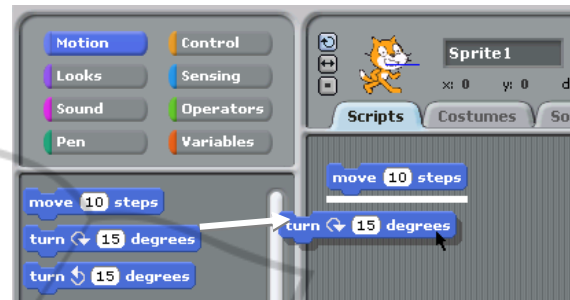 Motion Control
Looks Sensing
Sound Operators
Pen Variables
move 10 steps
turn 15 degrees
turn 15 degrees
Sprite1
x: 0 y: 0 d
Scripts Costumes So
move 10 steps
turn 15 degrees